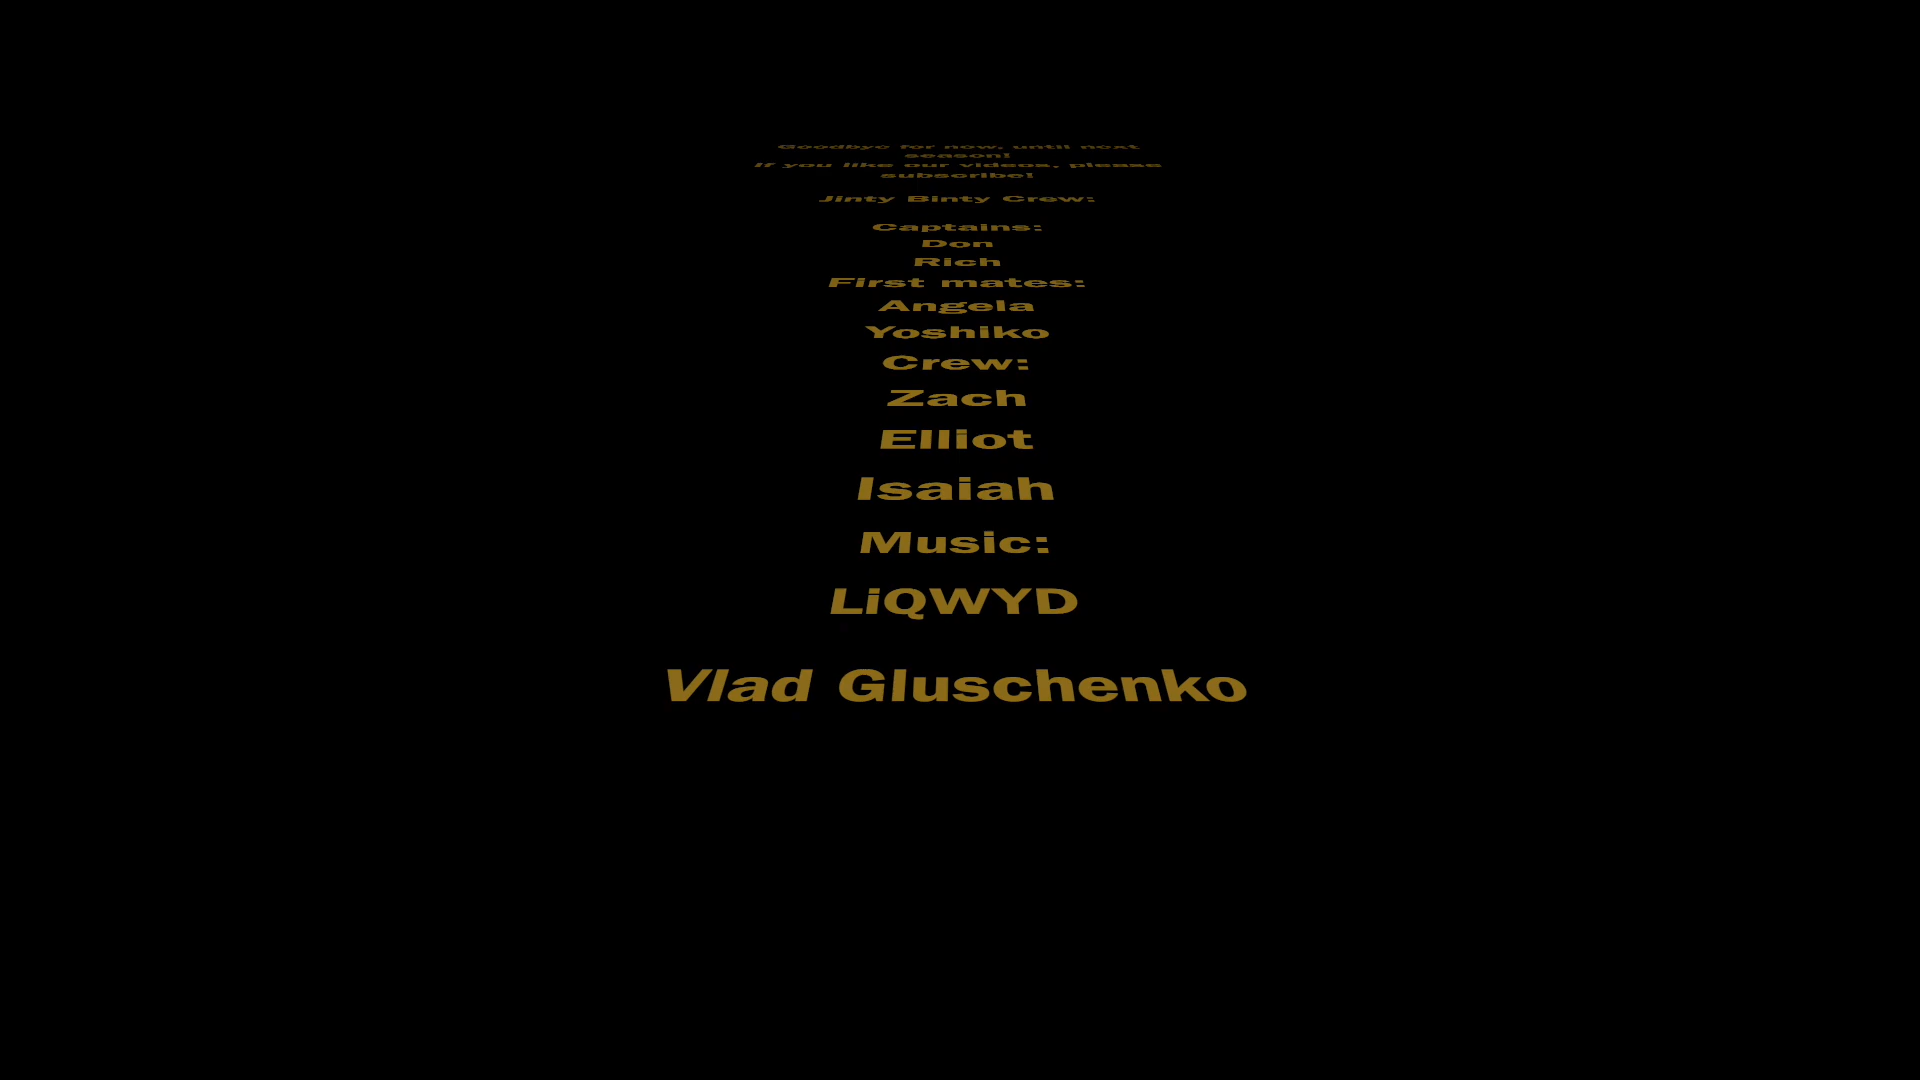 Goodbye for now, until next
season!
If you like our videos, please
subscribe!
Jinty Binty Crew:
Captains:
Don
Rich
First mates:
Angela
Yoshiko
Crew:
Zach
Elliot
Isaiah
Music:
LiQWYD
Vlad Gluschenko